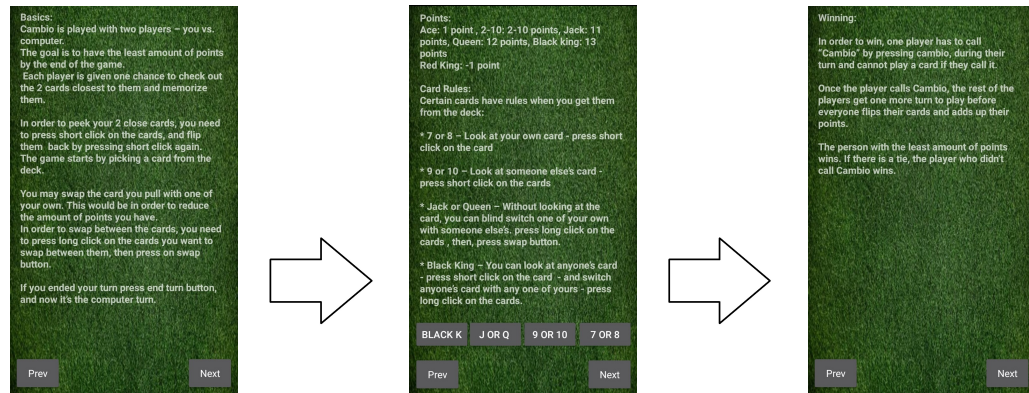 Basics:
Cambio is played with two players – you vs.
computer.
The goal is to have the least amount of points
by the end of the game.
Each player is given one chance to check out
the 2 cards closest to them and memorize
them.
In order to peek your 2 close cards, you need
to press short click on the cards, and flip
them back by pressing short click again.
The game starts by picking a card from the
deck.
You may swap the card you pull with one of
your own. This would be in order to reduce
the amount of points you have.
In order to swap between the cards, you need
to press long click on the cards you want to
swap between them, then press on swap
button.
If you ended your turn press end turn button,
and now it's the computer turn.
Prev
Next
Points:
Ace: 1 point , 2-10: 2-10 points, Jack: 11
points, Queen: 12 points, Black king: 13
points
Red King: -1 point
Card Rules:
Certain cards have rules when you get them
from the deck:
* 7 or 8 – Look at your own card - press short
click on the card
* 9 or 10 – Look at someone else's card -
press short click on the cards
* Jack or Queen – Without looking at the
card, you can blind switch one of your own
with someone else's. press long click on the
cards , then, press swap button.
* Black King – You can look at anyone's card
- press short click on the card - and switch
anyone's card with any one of yours - press
long click on the cards.
BLACK K
J OR Q
9 OR 10
7 OR 8
Prev
Next
Winning:
In order to win, one player has to call
“Cambio” by pressing cambio, during their
turn and cannot play a card if they call it.
Once the player calls Cambio, the rest of the
players get one more turn to play before
everyone flips their cards and adds up their
points.
The person with the least amount of points
wins. If there is a tie, the player who didn't
call Cambio wins.
Prev
Next